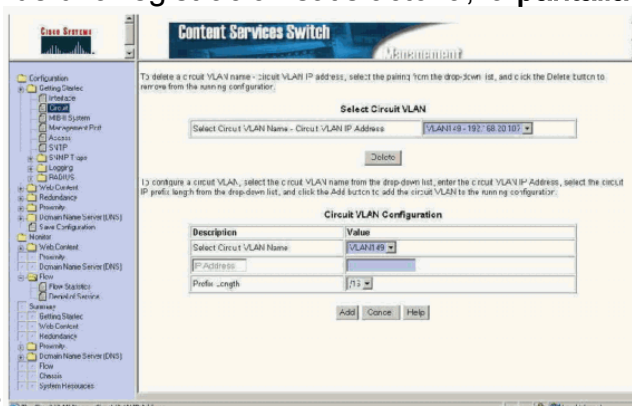 Cisco Systems
Content Services Switch
Management
Configuration
Getting Started
Interface
Circuit
MIB II System
Management Port
Access
SNTP
SNMP Traps
Logging
RADIUS
Web Content
Redundancy
Proximity
Domain Name Server (DNS)
Save Configuration
Monitor
Web Content
Proximity
Domain Name Server (DNS)
Flow
Flow Statistics
Denial of Service
Summary
Getting Started
Web Content
Redundancy
Proximity
Domain Name Server (DNS)
Flow
Chassis
System Resources
To delete a circuit VLAN name - circuit VLAN IP address, select the pairing from the drop-down list, and click the Delete button to
remove from the running configuration.
Select Circuit VLAN
Select Circuit VLAN Name - Circuit VLAN IP Address
VLAN149 - 192.168.20.107
Delete
To configure a circuit VLAN, select the circuit VLAN name from the drop-down list, enter the circuit VLAN IP Address, select the circuit
IP prefix length from the drop-down list, and click the Add button to add the circuit VLAN to the running configuration.
Circuit VLAN Configuration
Description Value
Select Circuit VLAN Name VLAN149
IP Address
Prefix Length
Add Cancel Help